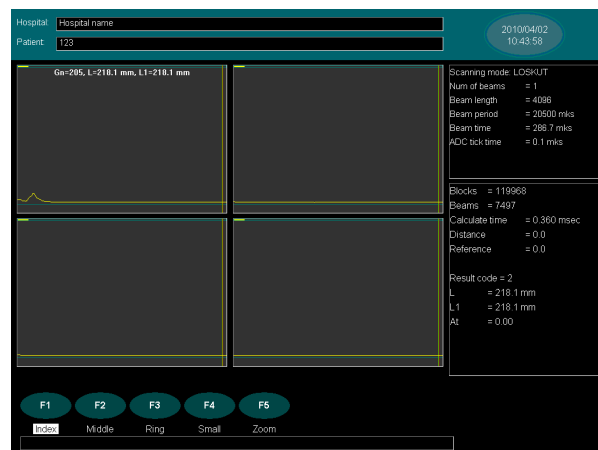 Hospital: Hospital name
2010/04/02
Patient: 123
10:43:58
Gn=205, L=218.1 mm, L1=218.1 mm
Scanning mode: LOSKUT
Num of beams = 1
Beam length = 4096
Beam period = 20500 mks
Beam time = 286.7 mks
ADC tick time = 0.1 mks
Blocks = 119968
Beams = 7497
Calculate time = 0.360 msec
Distance = 0.0
Reference = 0.0
Result code = 2
L = 218.1 mm
L1 = 218.1 mm
At = 0.00
F1 F2 F3 F4 F5
Index Middle Ring Small Zoom